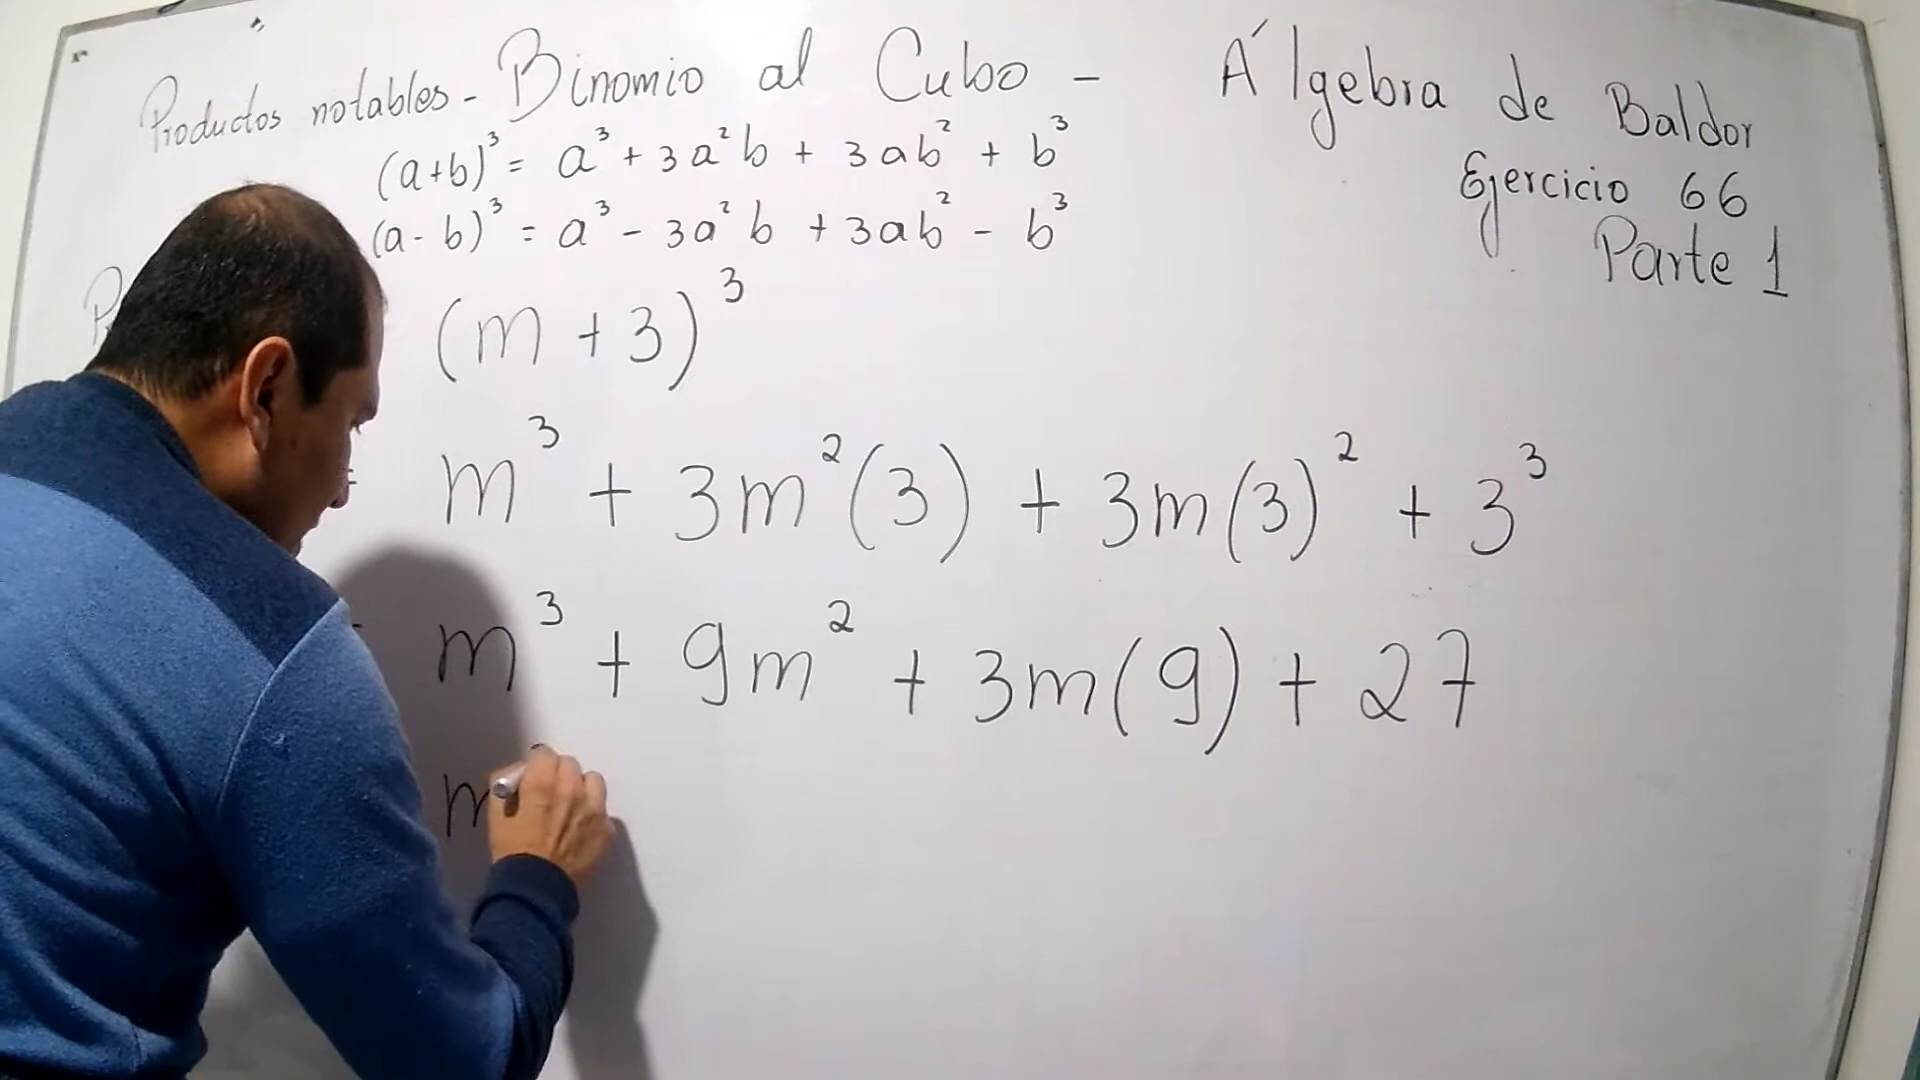 Productos notables - Binomio al Cubo - Álgebra de Baldor
(a+b)³ = a³ + 3a²b + 3ab² + b³
Ejercicio 66
(a-b)³ = a³ - 3a²b + 3ab² - b³
Parte 1
(m + 3)³
= m³ + 3m²(3) + 3m(3)² + 3³
= m³ + 9m² + 3m(9) + 27
m